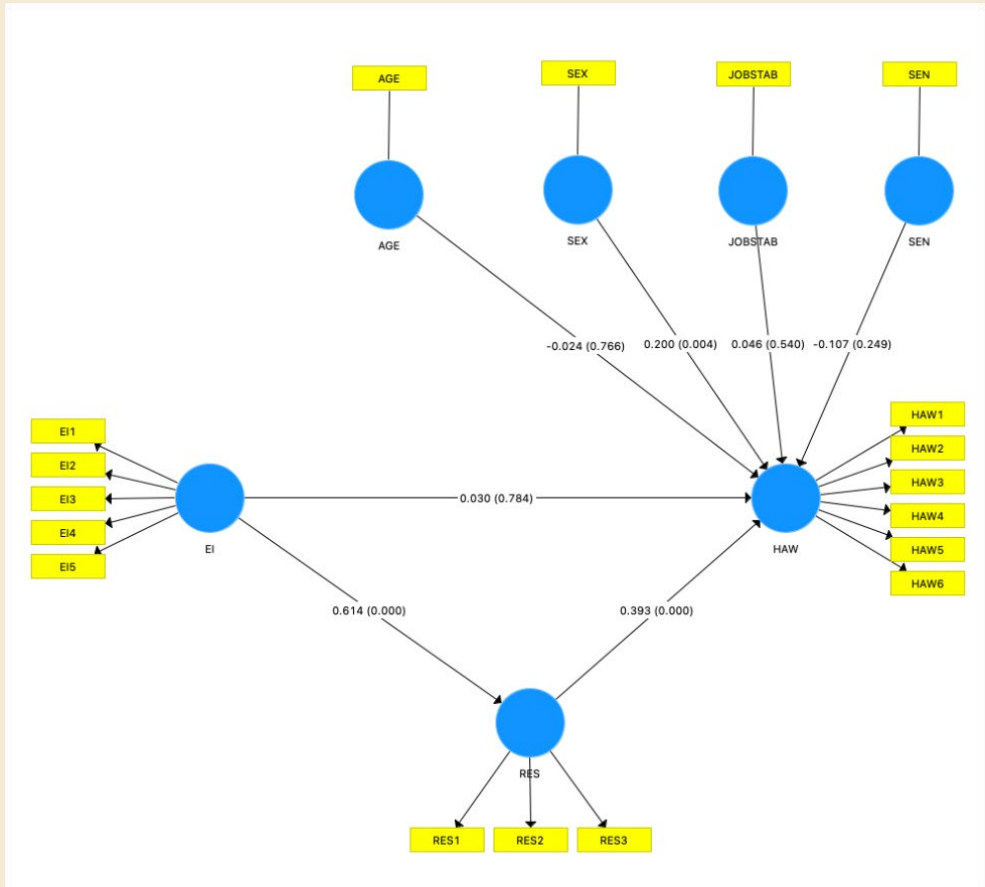 AGE
SEX
JOBSTAB
SEN
AGE
SEX
JOBSTAB
SEN
-0.024 (0.766)
0.200 (0.004)
0.046 (0.540)
-0.107 (0.249)
EI1
EI2
EI3
EI4
EI5
EI
0.030 (0.784)
HAW
HAW1
HAW2
HAW3
HAW4
HAW5
HAW6
0.614 (0.000)
0.393 (0.000)
RES
RES1
RES2
RES3